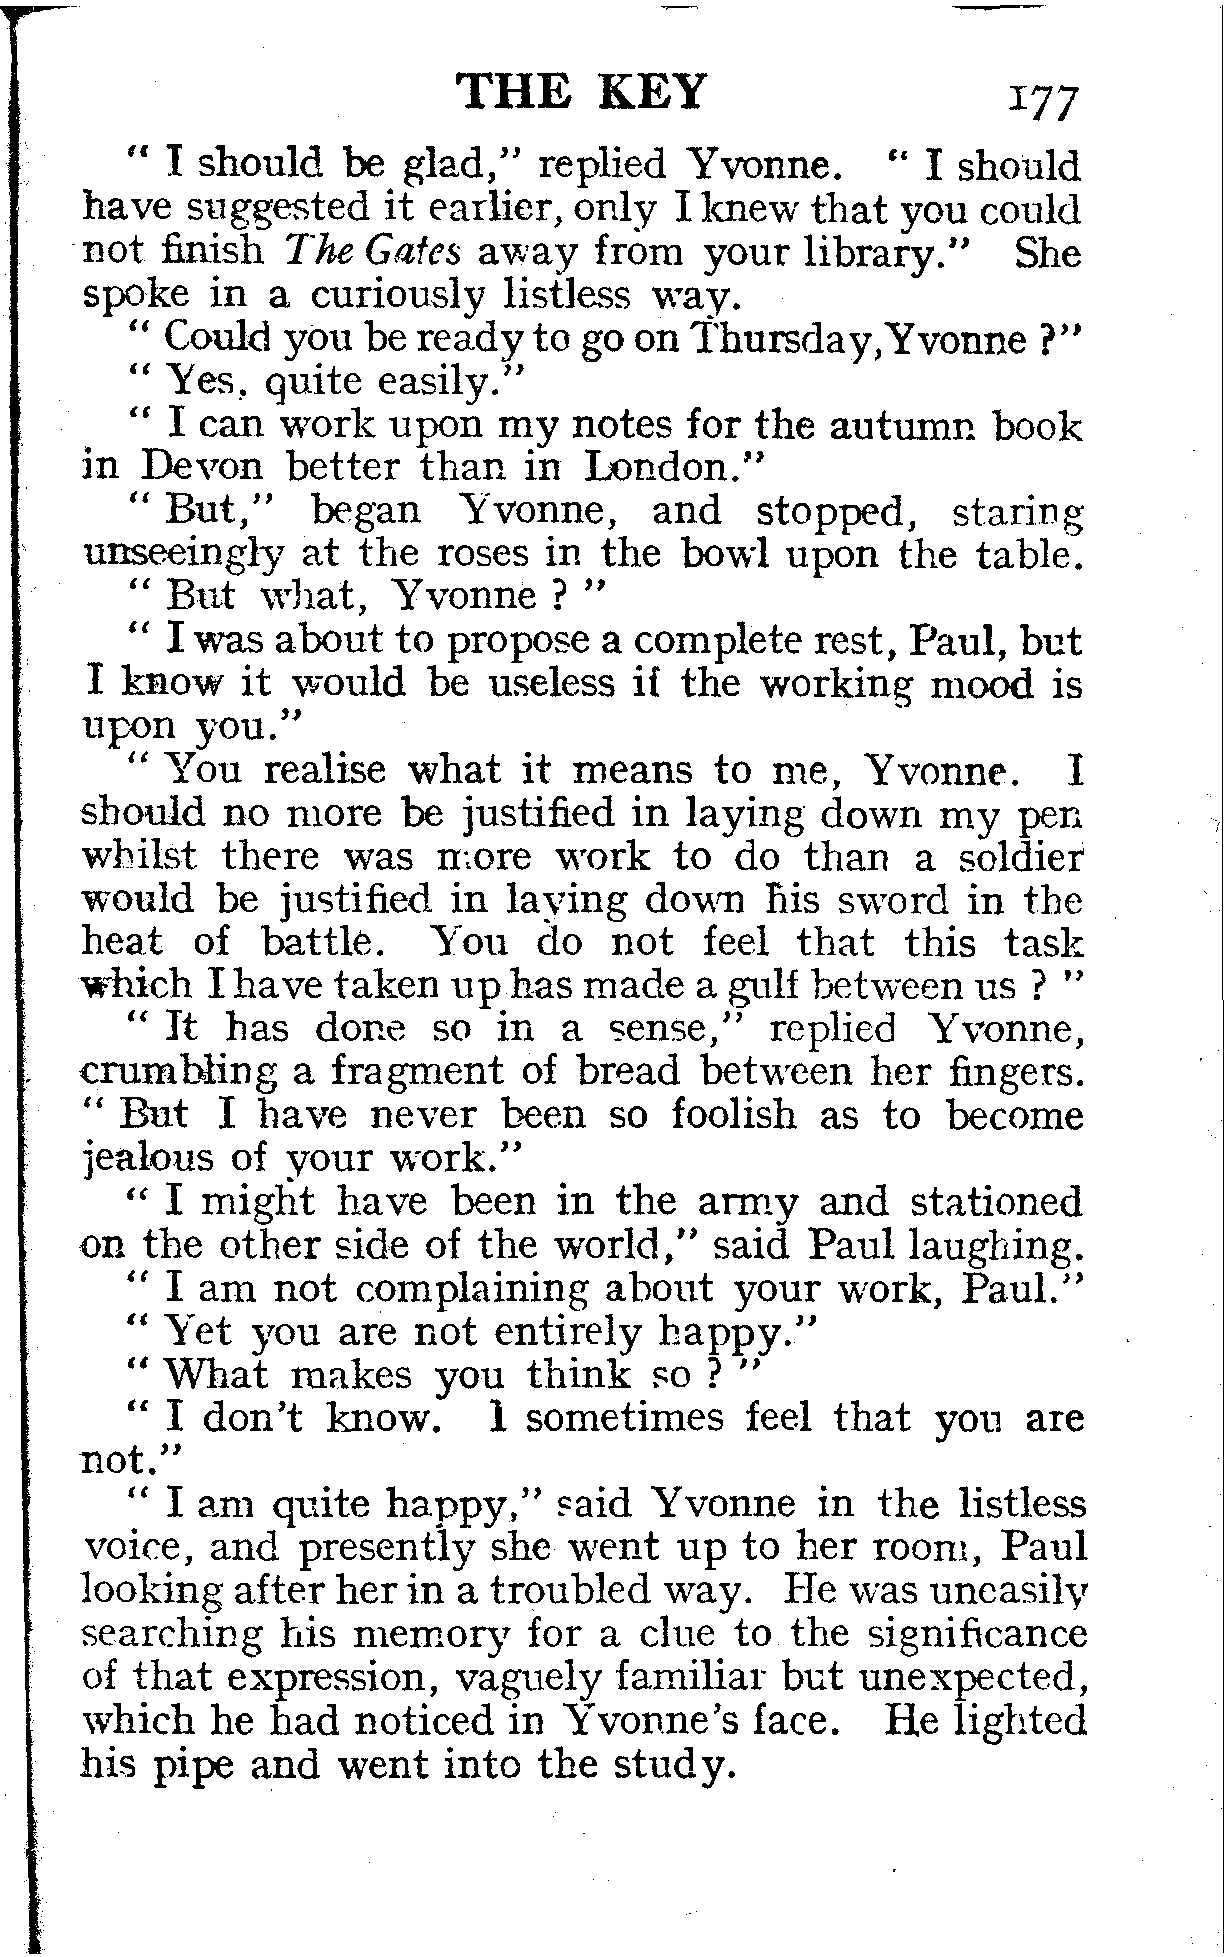 THE KEY 177
" I should be glad," replied Yvonne. " I should
have suggested it earlier, only I knew that you could
not finish The Gates away from your library." She
spoke in a curiously listless way.
" Could you be ready to go on Thursday, Yvonne ?"
" Yes, quite easily."
" I can work upon my notes for the autumn book
in Devon better than in London."
" But," began Yvonne, and stopped, staring
unseeingly at the roses in the bowl upon the table.
" But what, Yvonne ? "
" I was about to propose a complete rest, Paul, but
I know it would be useless if the working mood is
upon you."
" You realise what it means to me, Yvonne. I
should no more be justified in laying down my pen
whilst there was more work to do than a soldier
would be justified in laying down his sword in the
heat of battle. You do not feel that this task
which I have taken up has made a gulf between us ? "
" It has done so in a sense," replied Yvonne,
crumbling a fragment of bread between her fingers.
" But I have never been so foolish as to become
jealous of your work."
" I might have been in the army and stationed
on the other side of the world," said Paul laughing.
" I am not complaining about your work, Paul."
" Yet you are not entirely happy."
" What makes you think so ? "
" I don't know. I sometimes feel that you are
not."
" I am quite happy," said Yvonne in the listless
voice, and presently she went up to her room, Paul
looking after her in a troubled way. He was uneasily
searching his memory for a clue to the significance
of that expression, vaguely familiar but unexpected,
which he had noticed in Yvonne's face. He lighted
his pipe and went into the study.